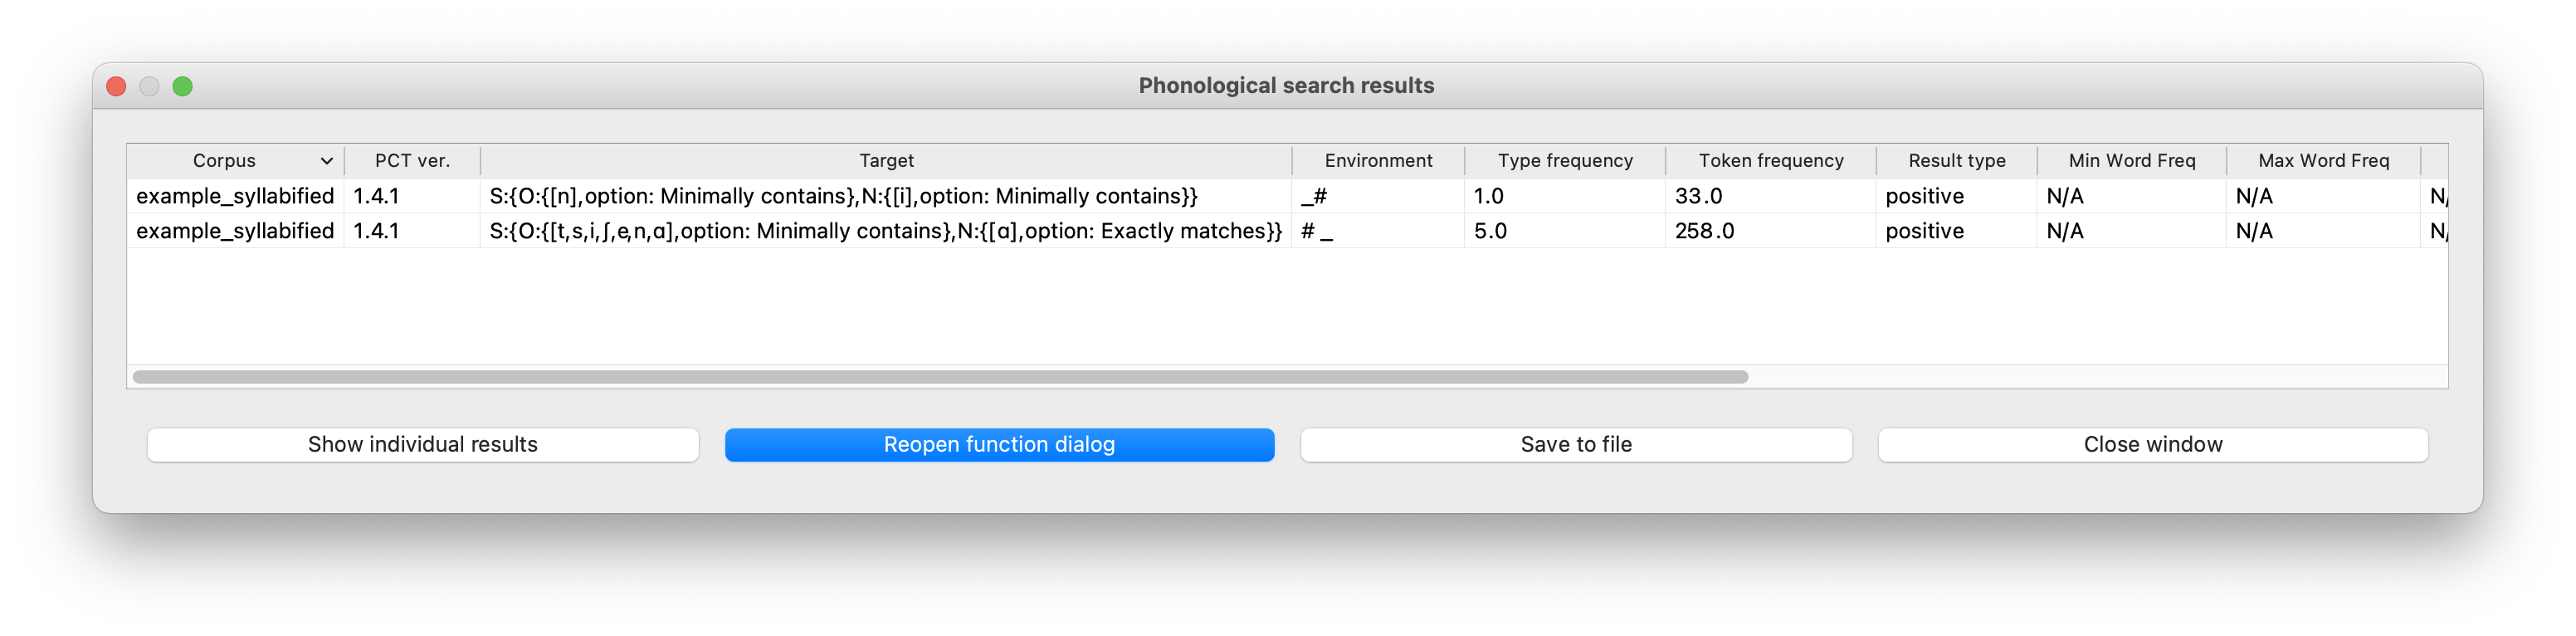 Phonological search results
Corpus PCT ver. Target Environment Type frequency Token frequency Result type Min Word Freq Max Word Freq
example_syllabified 1.4.1 S:{O:{[n],option: Minimally contains},N:{[i],option: Minimally contains}} _# 1.0 33.0 positive N/A N/A N/
example_syllabified 1.4.1 S:{O:{[t,s,i,ʃ,e,n,ɑ],option: Minimally contains},N:{[ɑ],option: Exactly matches}} # _ 5.0 258.0 positive N/A N/A N/
Show individual results Reopen function dialog Save to file Close window